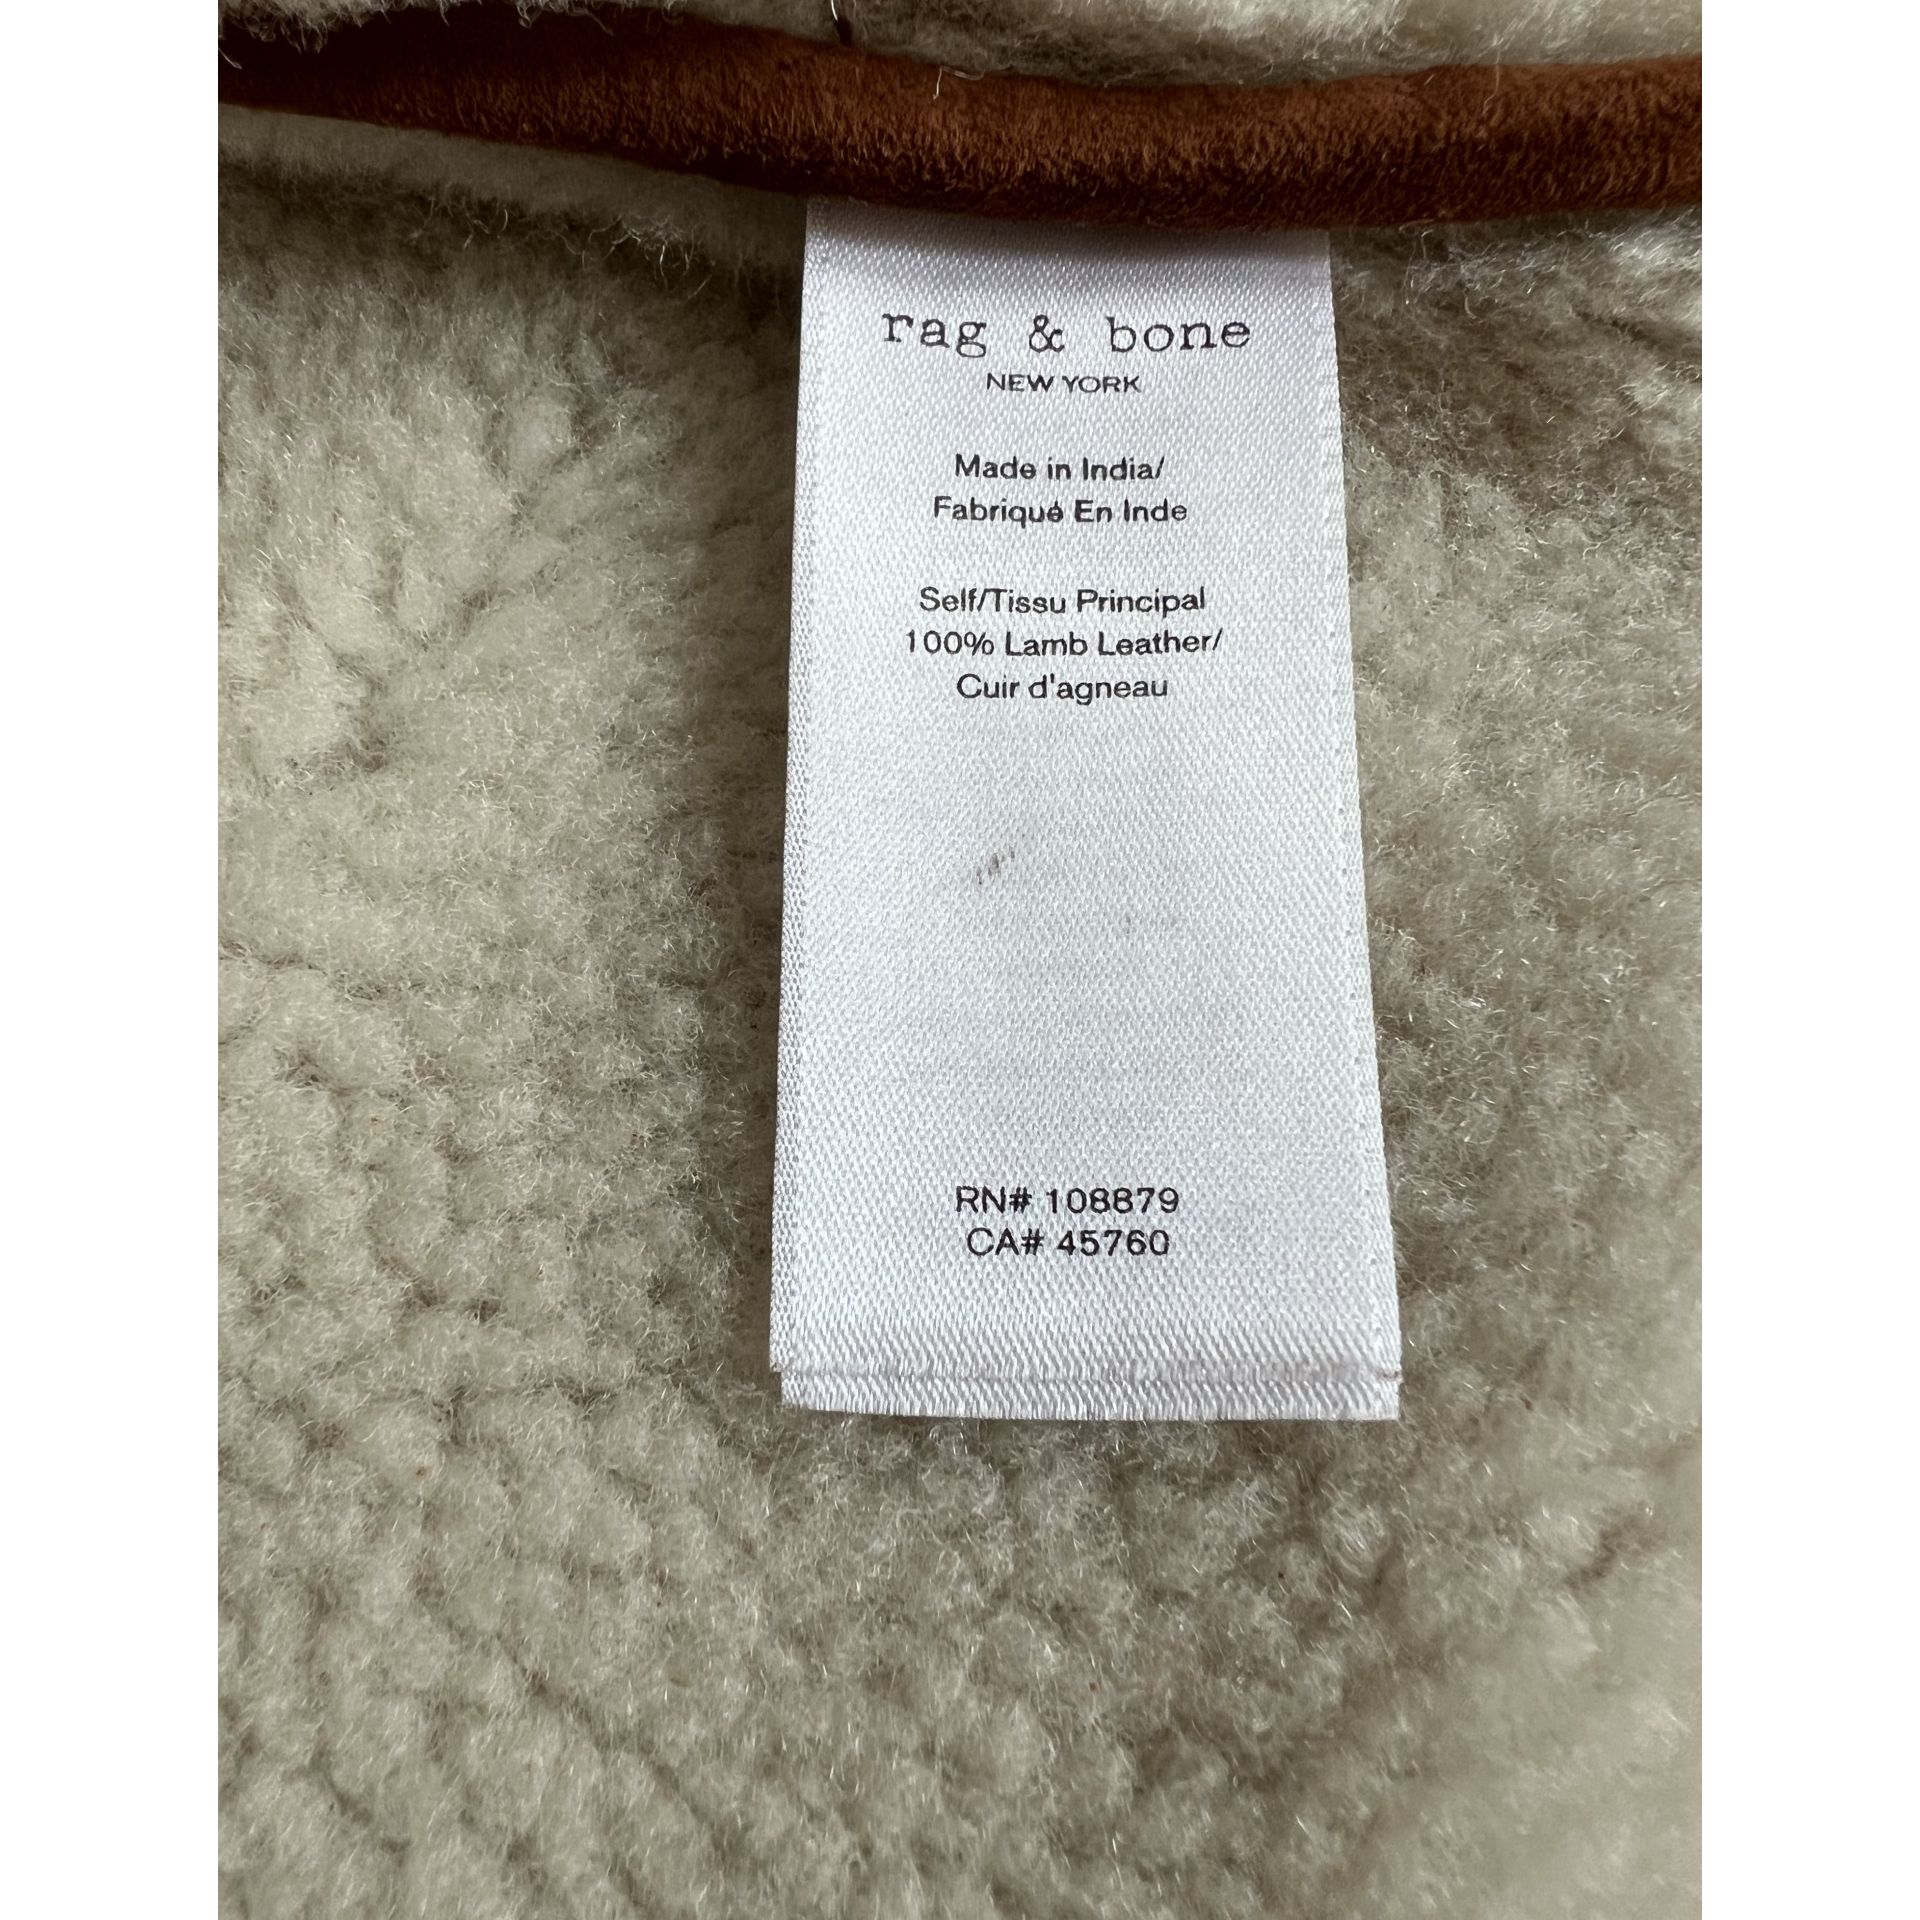 rag & bone
NEW YORK
Made in India/
Fabriqué En Inde
Self/Tissu Principal
100% Lamb Leather/
Cuir d'agneau
RN# 108879
CA# 45760